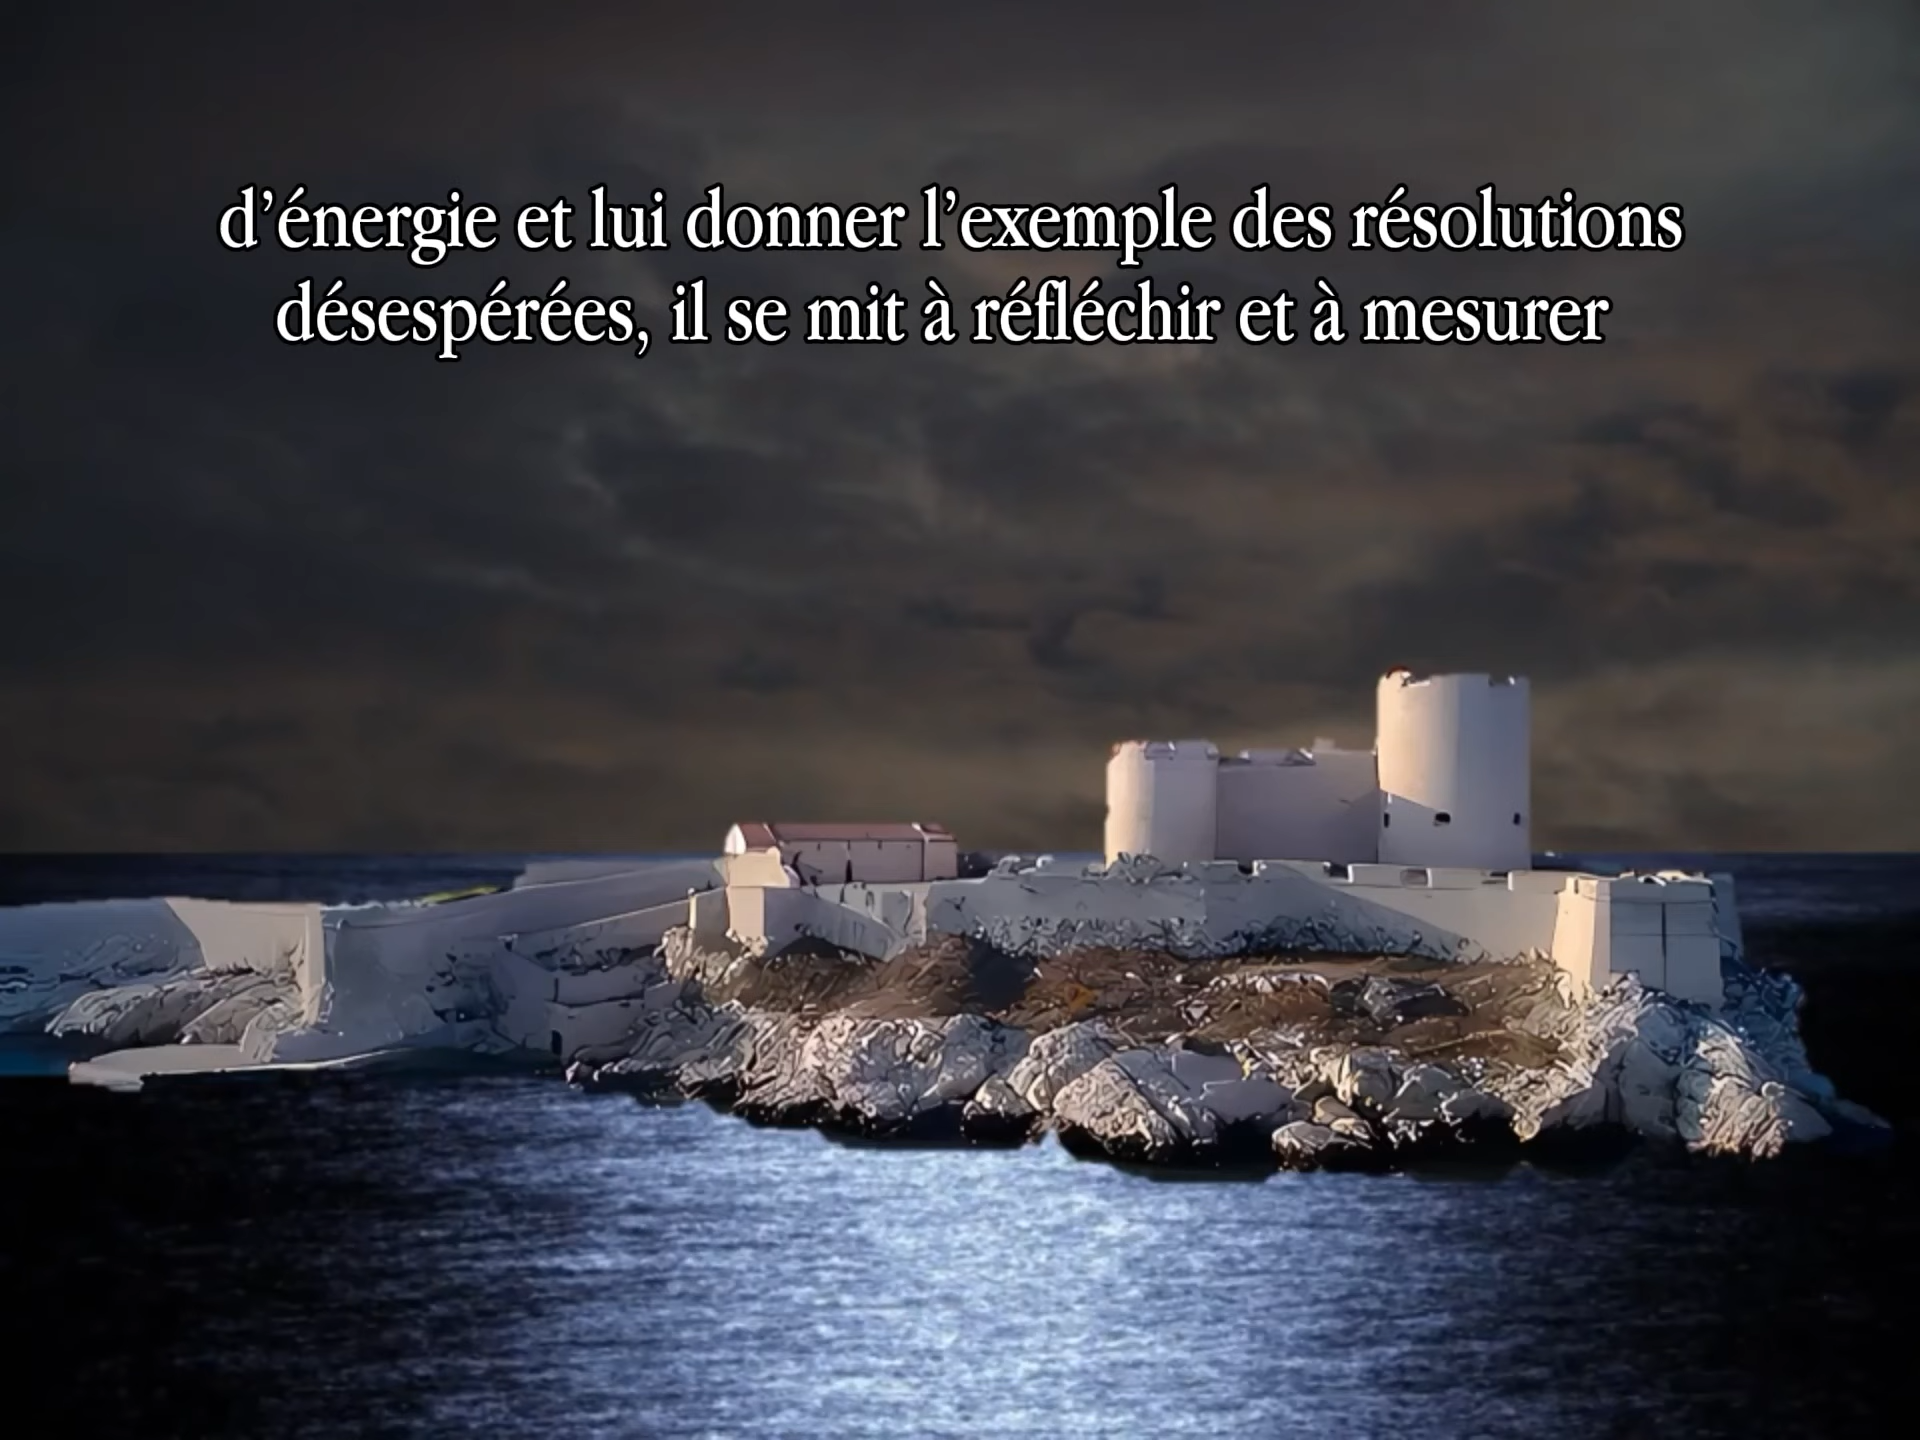 d’énergie et lui donner l’exemple des résolutions
désespérées, il se mit à réfléchir et à mesurer